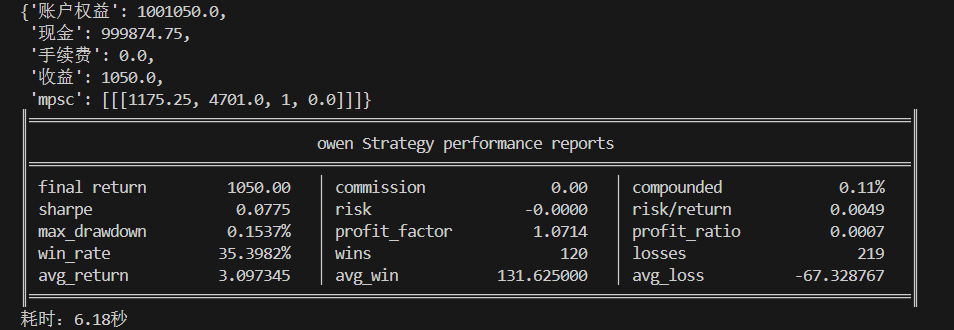 {'账户权益': 1001050.0,
'现金': 999874.75,
'手续费': 0.0,
'收益': 1050.0,
'mpsc': [[[1175.25, 4701.0, 1, 0.0]]]}
owen Strategy performance reports
final return 1050.00 commission 0.00 compounded 0.11%
sharpe 0.0775 risk -0.0000 risk/return 0.0049
max_drawdown 0.1537% profit_factor 1.0714 profit_ratio 0.0007
win_rate 35.3982% wins 120 losses 219
avg_return 3.097345 avg_win 131.625000 avg_loss -67.328767
耗时：6.18秒